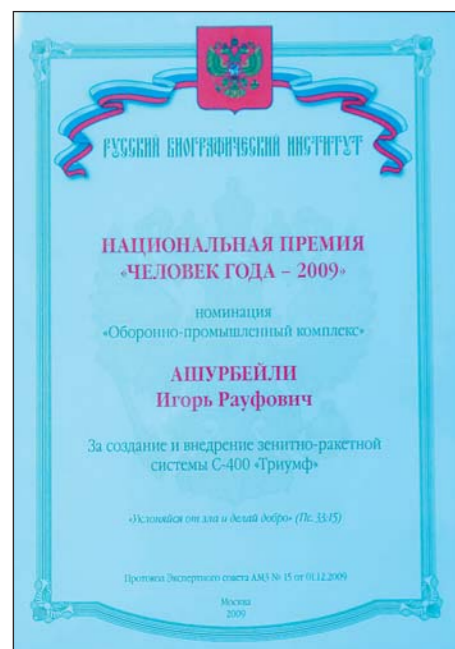 РУССКИЙ БИОГРАФИЧЕСКИЙ ИНСТИТУТ
НАЦИОНАЛЬНАЯ ПРЕМИЯ
«ЧЕЛОВЕК ГОДА – 2009»
номинация
«Оборонно-промышленный комплекс»
АШУРБЕЙЛИ
Игорь Рауфович
За создание и внедрение зенитно-ракетной
системы С-400 «Триумф»
«Уклоняйся от зла и делай добро» (Пс. 33:15)
Протокол Экспертного совета АМЗ № 15 от 01.12.2009
Москва
2009